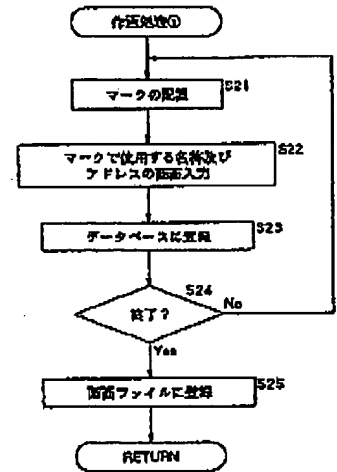 作画処理①
マークの配置
S21
マークで使用する名称及び
アドレスの画面入力
S22
データベースに登録
S23
終了?
S24
No
Yes
画面ファイルに登録
S25
RETURN